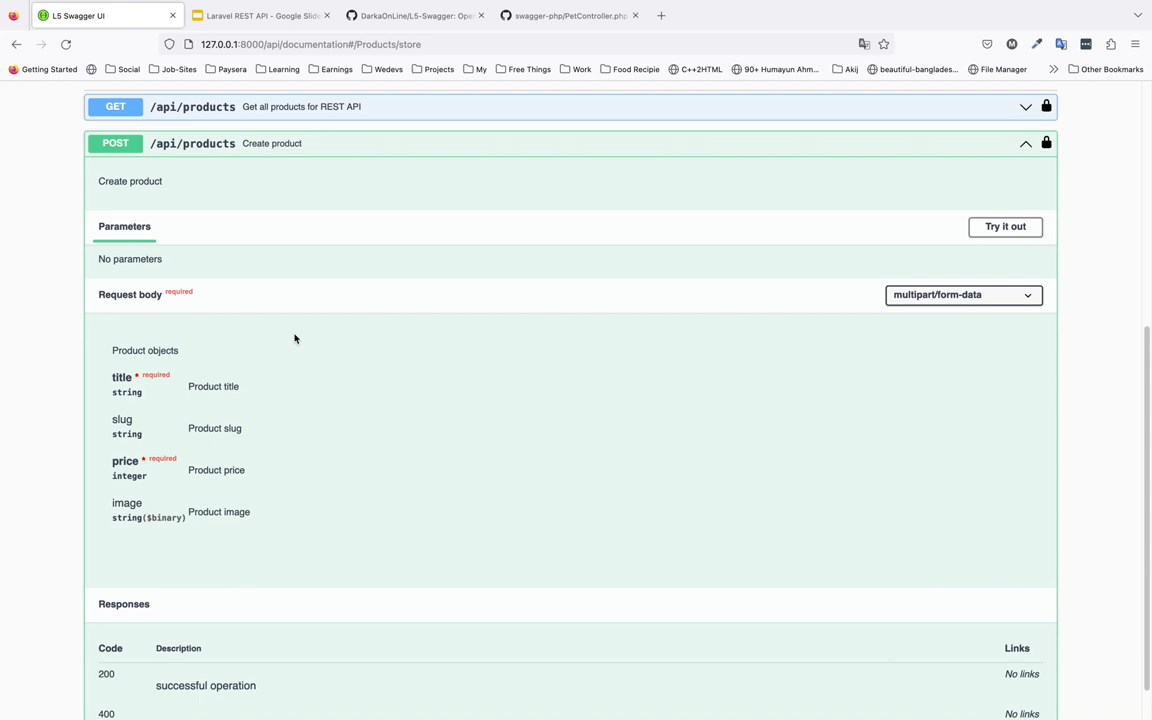 L5 Swagger UI
Laravel REST API - Google Slide
DarkaOnLine/L5-Swagger: Ope
swagger-php/PetController.php
127.0.0.1:8000/api/documentation#/Products/store
Getting Started Social Job-Sites Paysera Learning Earnings Wedevs Projects My Free Things Work Food Recipie C++2HTML 90+ Humayun Ahm... Akij beautiful-banglades... File Manager Other Bookmarks
GET /api/products Get all products for REST API
POST /api/products Create product
Create product
Parameters Try it out
No parameters
Request body required multipart/form-data
Product objects
title * required
string
Product title
slug
string
Product slug
price * required
integer
Product price
image
string($binary)
Product image
Responses
Code Description Links
200 No links
successful operation
400 No links